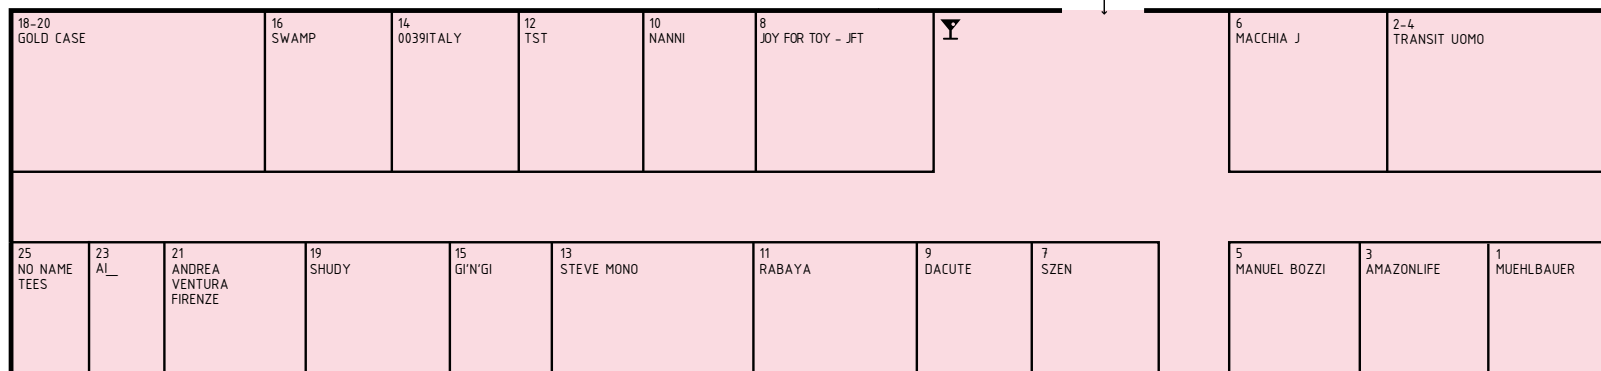 18-20
GOLD CASE
16
SWAMP
14
0039ITALY
12
TST
10
NANNI
8
JOY FOR TOY - JFT
6
MACCHIA J
2-4
TRANSIT UOMO
25
NO NAME
TEES
23
AI__
21
ANDREA
VENTURA
FIRENZE
19
SHUDY
15
GI'N'GI
13
STEVE MONO
11
RABAYA
9
DACUTE
7
SZEN
5
MANUEL BOZZI
3
AMAZONLIFE
1
MUEHLBAUER